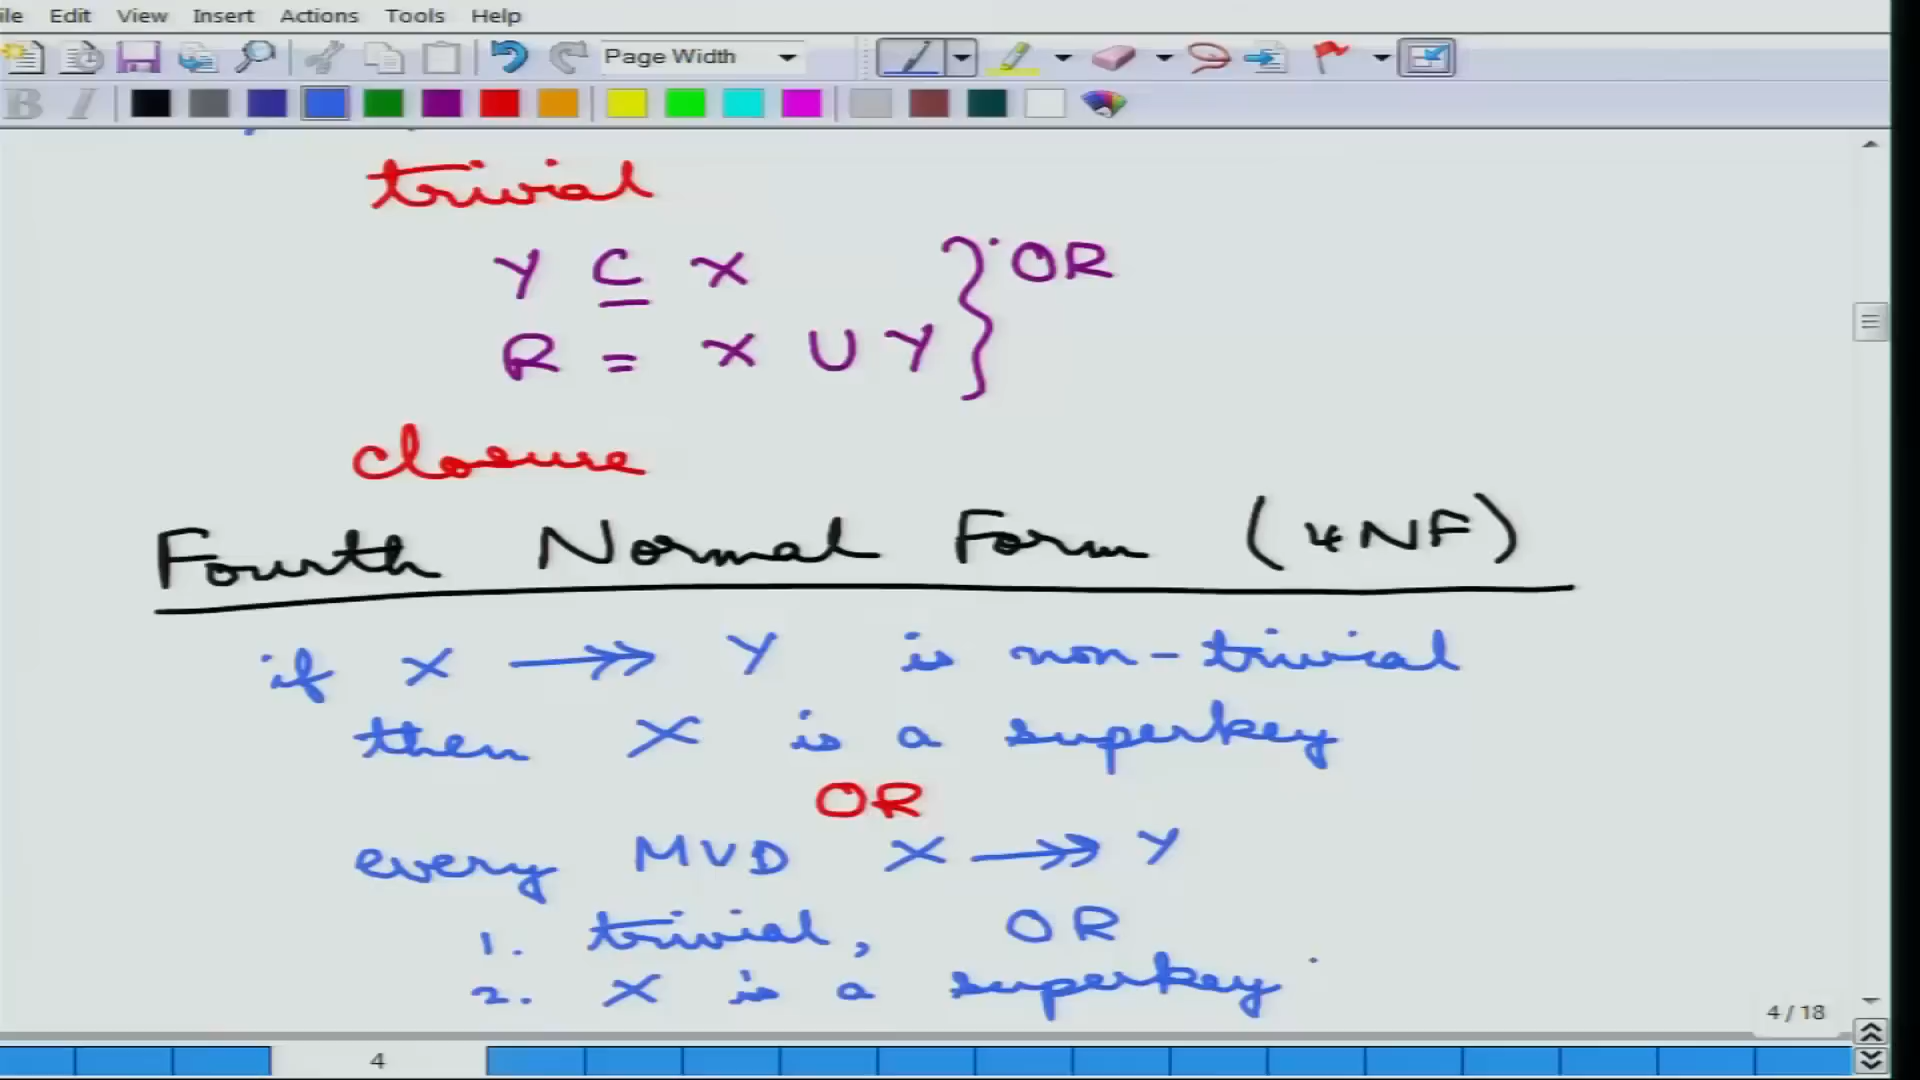 ile Edit View Insert Actions Tools Help
Page Width
B I
trivial
Y ⊆ X
R = X ∪ Y } OR
closure
Fourth Normal Form (4NF)
if X →→ Y is non-trivial
then X is a superkey
OR
every MVD X →→ Y
1. trivial, OR
2. X is a superkey
4 / 18
4